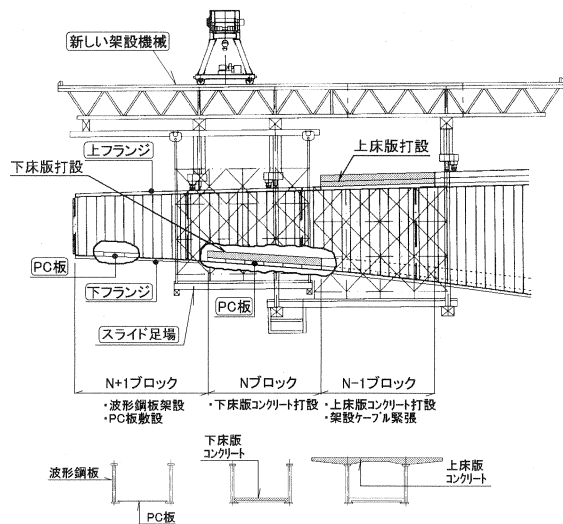 新しい架設機械
上フランジ
下床版打設
上床版打設
PC板
下フランジ
スライド足場
PC板
N+1ブロック
・波形鋼板架設
・PC板敷設
Nブロック
・下床版コンクリート打設
N-1ブロック
・上床版コンクリート打設
・架設ケーブル緊張
波形鋼板
PC板
下床版
コンクリート
上床版
コンクリート